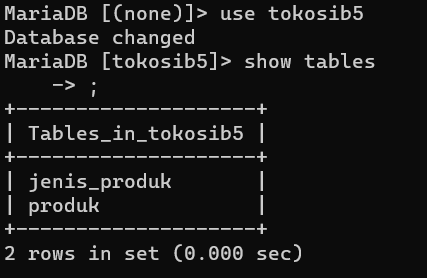 MariaDB [(none)]> use tokosib5
Database changed
MariaDB [tokosib5]> show tables
    -> ;
+-------------------+
| Tables_in_tokosib5 |
+-------------------+
| jenis_produk       |
| produk             |
+-------------------+
2 rows in set (0.000 sec)